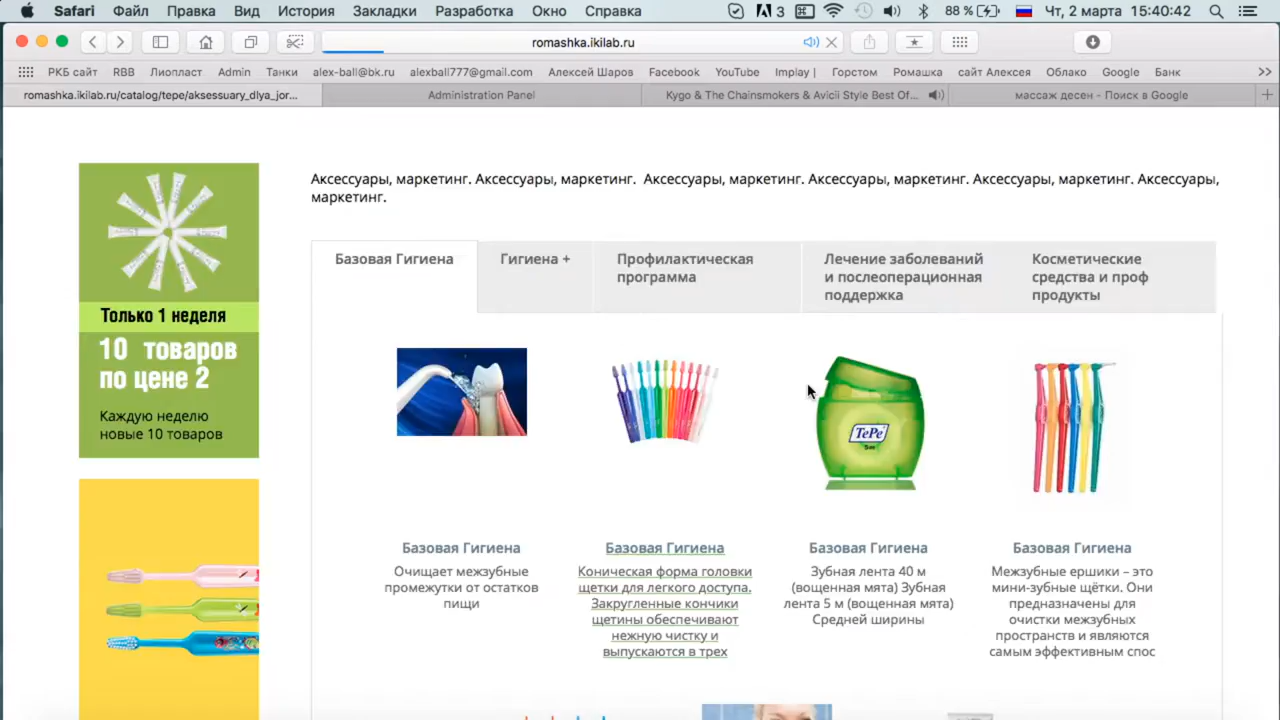 Safari Файл Правка Вид История Закладки Разработка Окно Справка 3 88 % Чт, 2 марта 15:40:42
romashka.ikilab.ru
РКБ сайт RBB Лиопласт Admin Танки alex-ball@bk.ru alexball777@gmail.com Алексей Шаров Facebook YouTube Implay | Горстом Ромашка сайт Алексея Облако Google Банк
romashka.ikilab.ru/catalog/tepe/aksessuary_dlya_jor... Administration Panel Kygo & The Chainsmokers & Avicii Style Best Of... массаж десен - Поиск в Google
Только 1 неделя
10 товаров
по цене 2
Каждую неделю
новые 10 товаров
Аксессуары, маркетинг. Аксессуары, маркетинг. Аксессуары, маркетинг. Аксессуары, маркетинг. Аксессуары, маркетинг. Аксессуары,
маркетинг.
Базовая Гигиена
Гигиена +
Профилактическая
программа
Лечение заболеваний
и послеоперационная
поддержка
Косметические
средства и проф
продукты
TePe
5m
Базовая Гигиена
Очищает межзубные
промежутки от остатков
пищи
Базовая Гигиена
Коническая форма головки
щетки для легкого доступа.
Закругленные кончики
щетины обеспечивают
нежную чистку и
выпускаются в трех
Базовая Гигиена
Зубная лента 40 м
(вощенная мята) Зубная
лента 5 м (вощенная мята)
Средней ширины
Базовая Гигиена
Межзубные ершики – это
мини-зубные щётки. Они
предназначены для
очистки межзубных
пространств и являются
самым эффективным спос